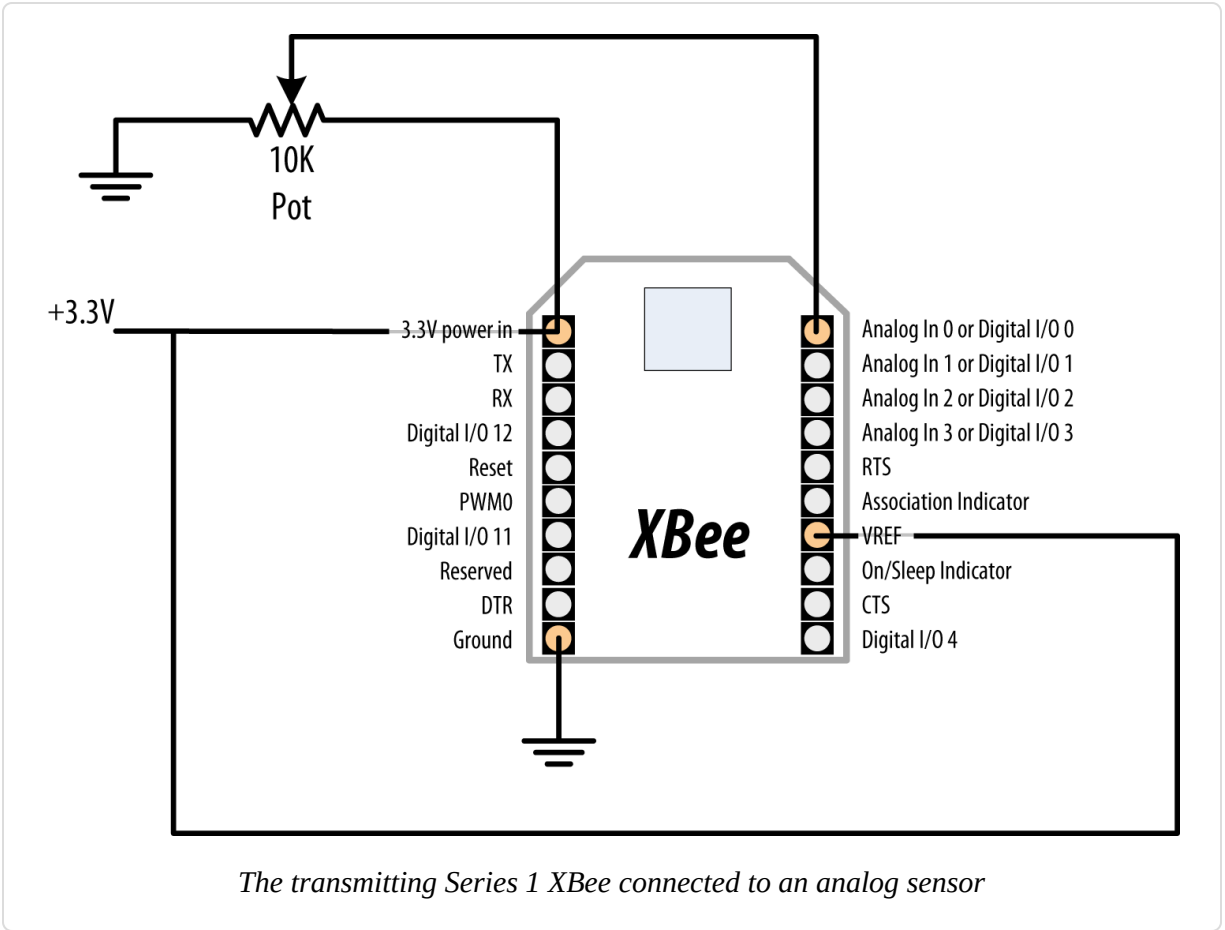 10K
Pot
+3.3V
3.3V power in
TX
RX
Digital I/O 12
Reset
PWM0
Digital I/O 11
Reserved
DTR
Ground
XBee
Analog In 0 or Digital I/O 0
Analog In 1 or Digital I/O 1
Analog In 2 or Digital I/O 2
Analog In 3 or Digital I/O 3
RTS
Association Indicator
VREF
On/Sleep Indicator
CTS
Digital I/O 4
The transmitting Series 1 XBee connected to an analog sensor